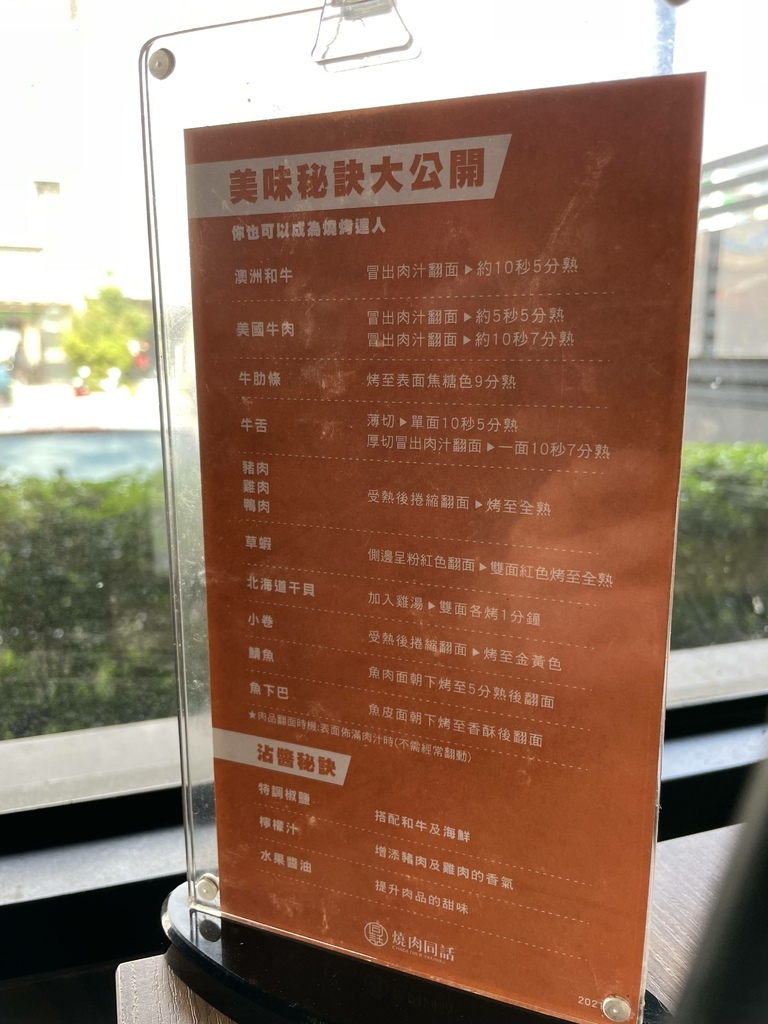 美味秘訣大公開
你也可以成為燒烤達人
澳洲和牛 冒出肉汁翻面▶約10秒5分熟
美國牛肉 冒出肉汁翻面▶約5秒5分熟
冒出肉汁翻面▶約10秒7分熟
牛肋條 烤至表面焦糖色9分熟
牛舌 薄切▶單面10秒5分熟
厚切冒出肉汁翻面▶一面10秒7分熟
豬肉
雞肉
鴨肉
受熱後捲縮翻面▶烤至全熟
草蝦 側邊呈粉紅色翻面▶雙面紅色烤至全熟
北海道干貝 加入雞湯▶雙面各烤1分鐘
小卷 受熱後捲縮翻面▶烤至金黃色
鯖魚 魚肉面朝下烤至5分熟後翻面
魚下巴 魚皮面朝下烤至香酥後翻面
★肉品翻面時機:表面佈滿肉汁時(不需經常翻動)
沾醬秘訣
特調椒鹽 搭配和牛及海鮮
檸檬汁 增添豬肉及雞肉的香氣
水果醬油 提升肉品的甜味
燒肉同話